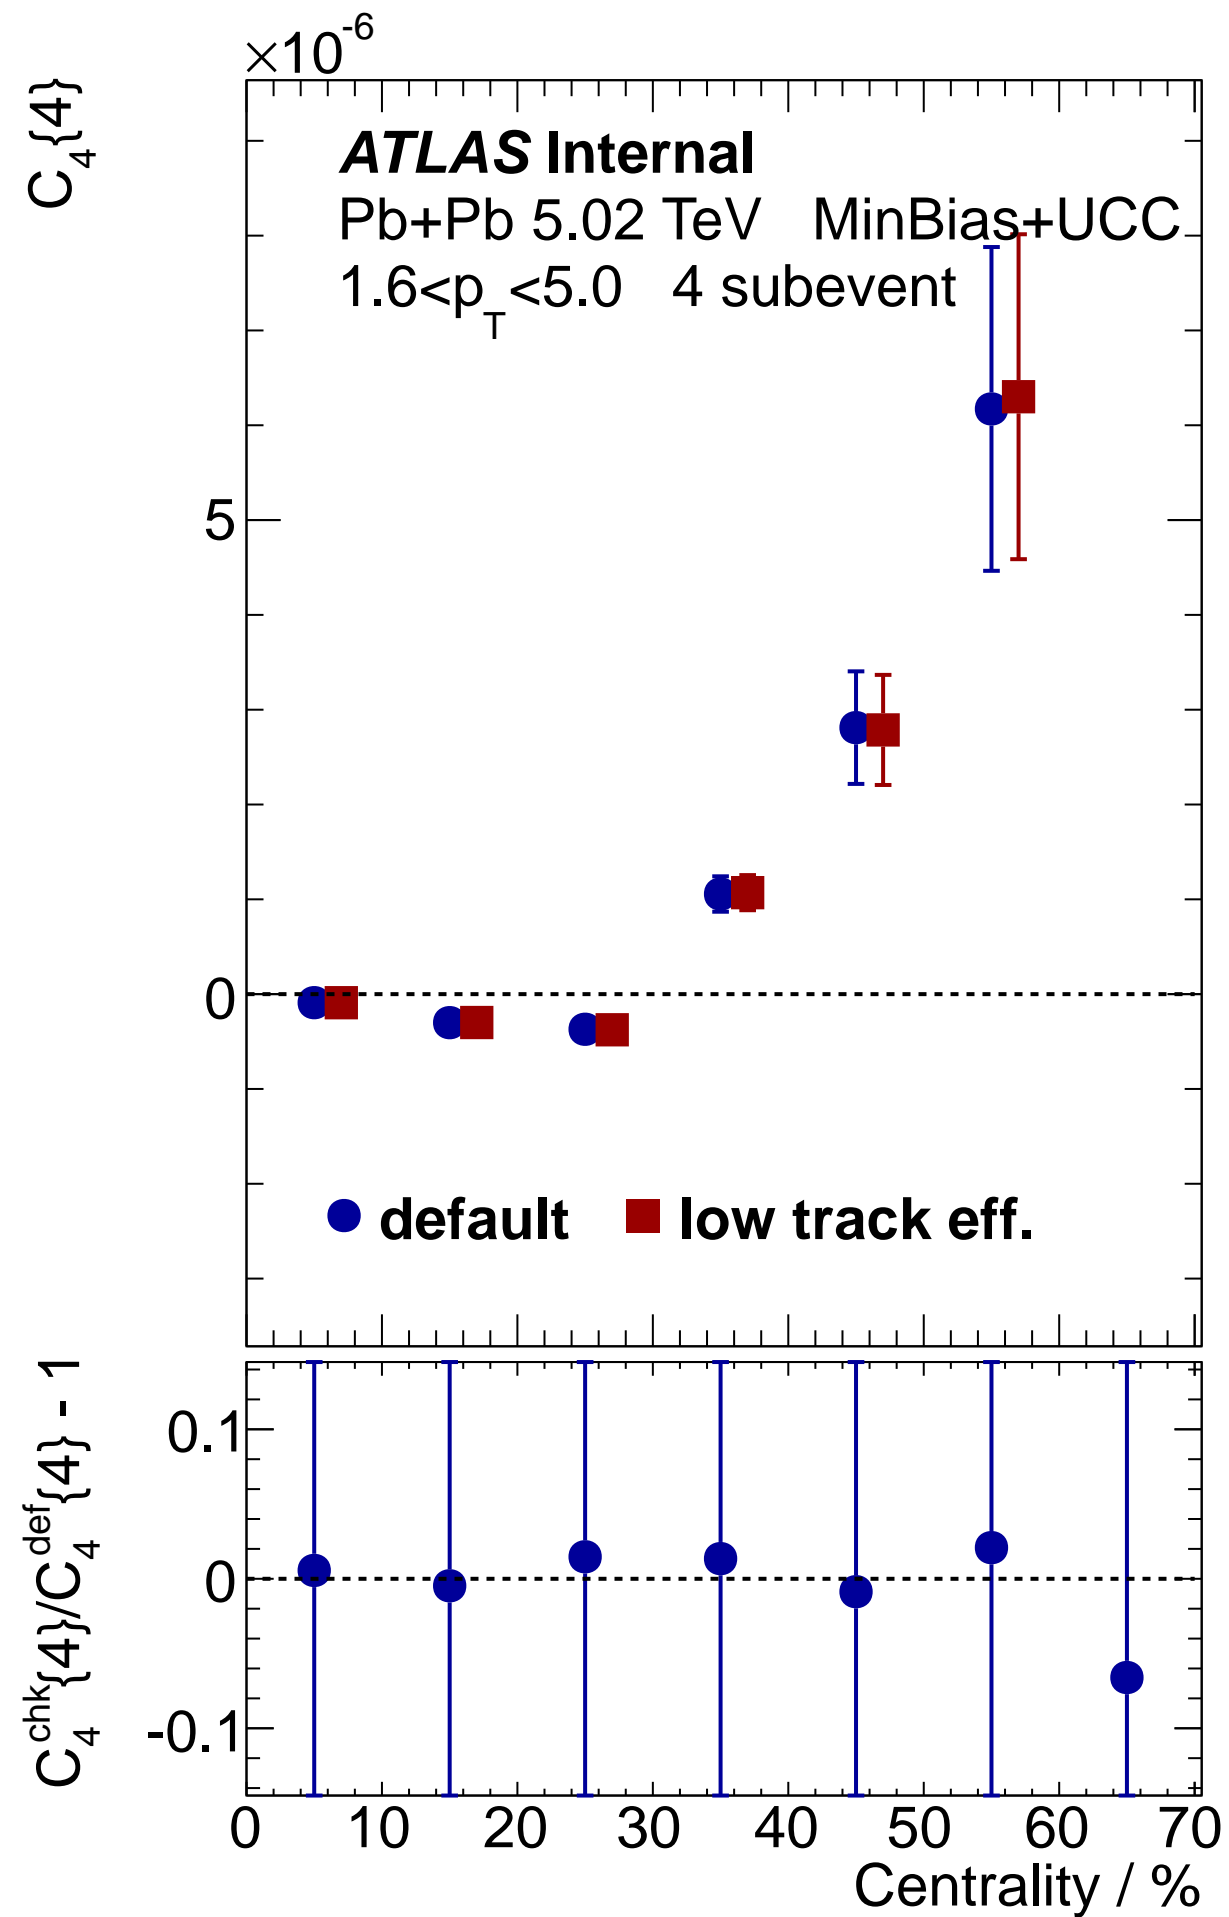 ×10⁻⁶
C₄{4}
ATLAS Internal
Pb+Pb 5.02 TeV MinBias+UCC
1.6<p_T<5.0 4 subevent
5
0
default low track eff.
C₄^chk{4}/C₄^def{4} - 1
0.1
0
-0.1
0 10 20 30 40 50 60 70
Centrality / %